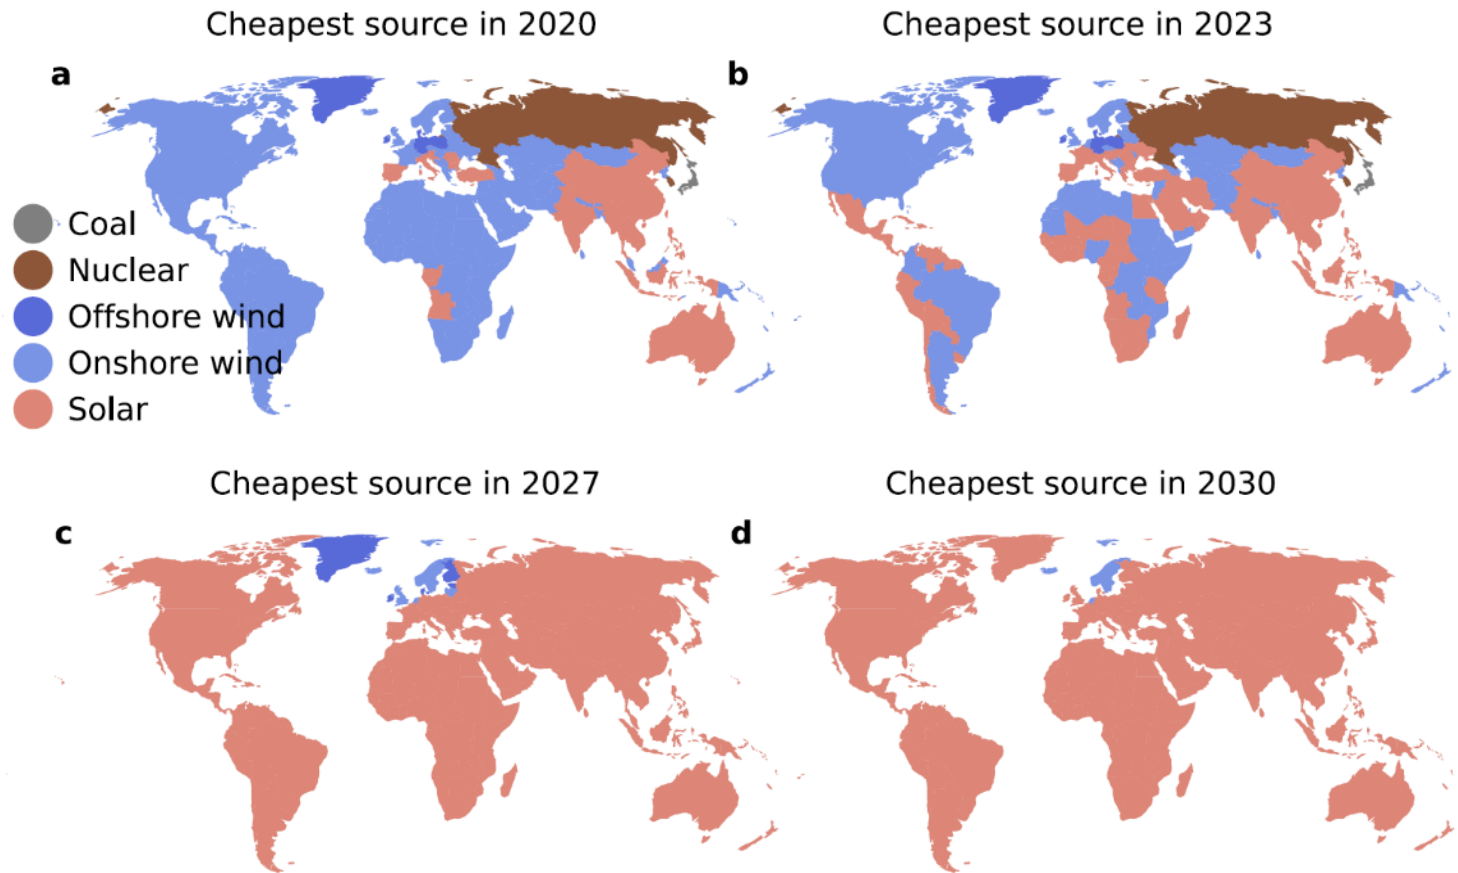 Cheapest source in 2020
Cheapest source in 2023
a
b
Coal
Nuclear
Offshore wind
Onshore wind
Solar
Cheapest source in 2027
Cheapest source in 2030
c
d